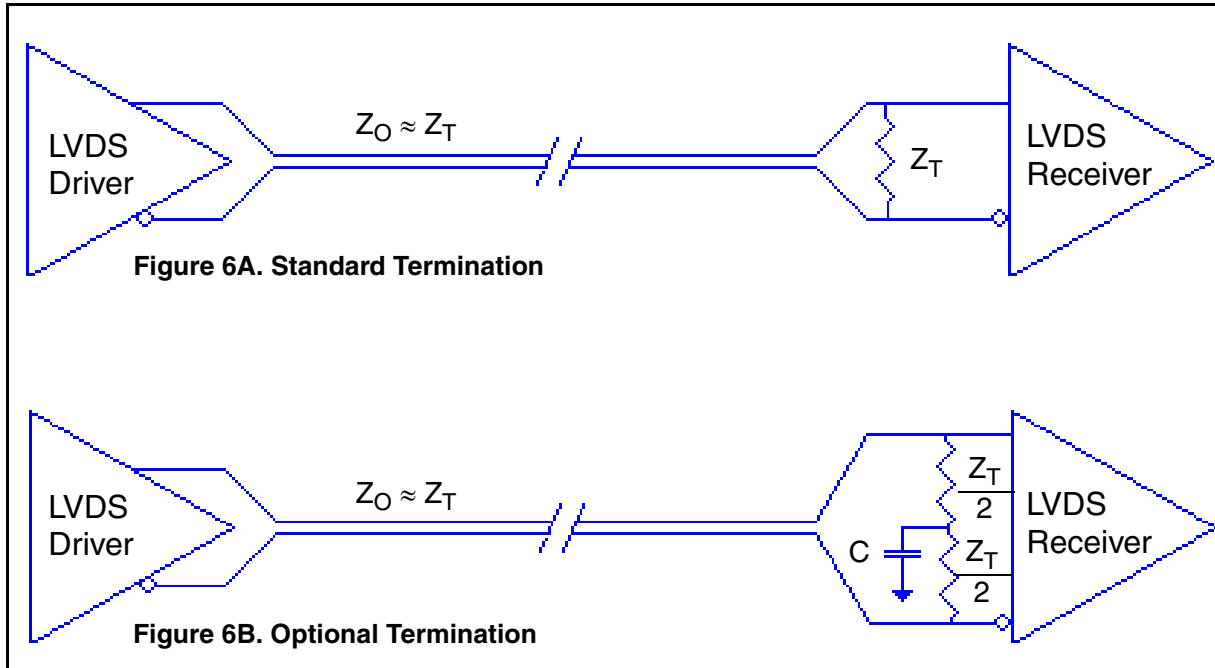 LVDS
Driver
Z_O ≈ Z_T
Z_T
LVDS
Receiver
Figure 6A. Standard Termination
LVDS
Driver
Z_O ≈ Z_T
C
Z_T
2
Z_T
2
LVDS
Receiver
Figure 6B. Optional Termination